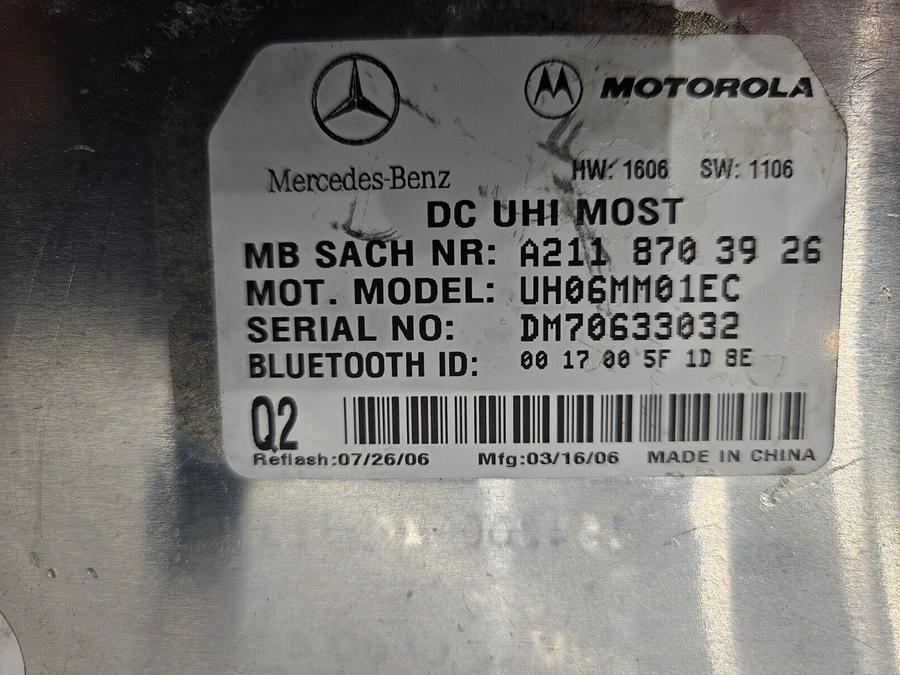 MOTOROLA
Mercedes-Benz
HW: 1606 SW: 1106
DC UHI MOST
MB SACH NR: A211 870 39 26
MOT. MODEL: UH06MM01EC
SERIAL NO: DM70633032
BLUETOOTH ID: 00 17 00 5F 1D 8E
Q2
Reflash:07/26/06 Mfg:03/16/06 MADE IN CHINA